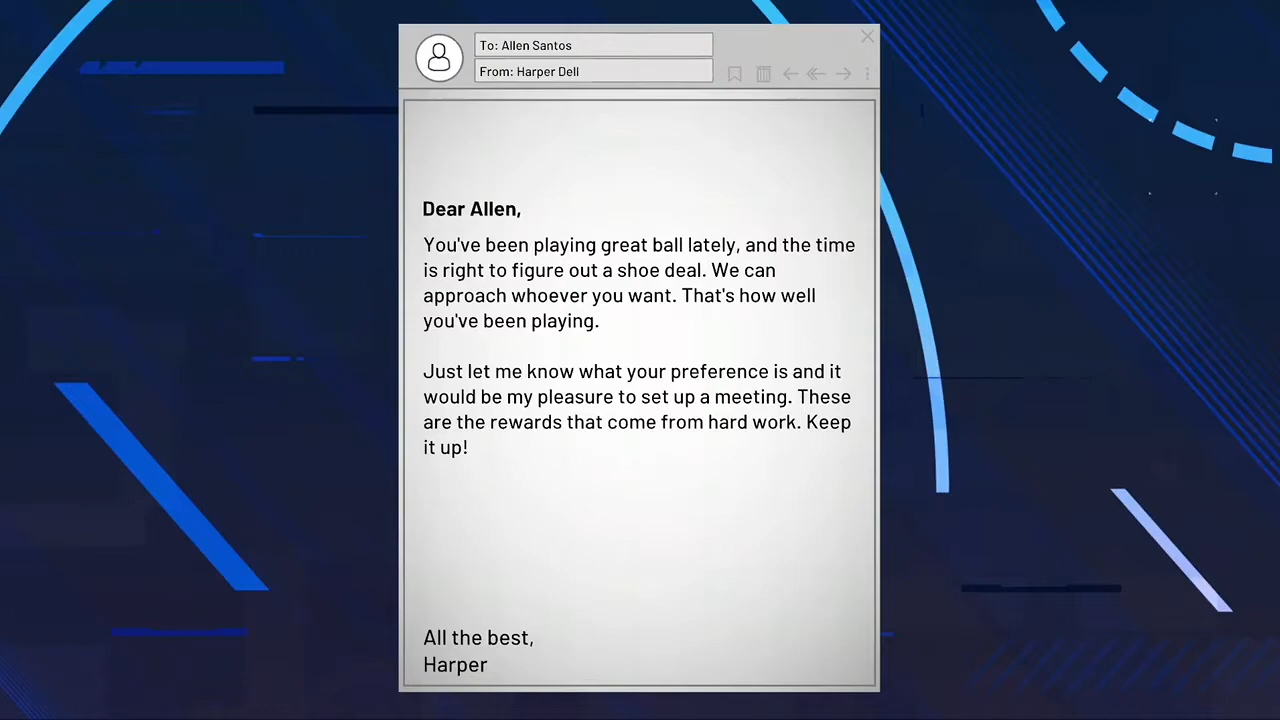 To: Allen Santos
From: Harper Dell
Dear Allen,
You've been playing great ball lately, and the time
is right to figure out a shoe deal. We can
approach whoever you want. That's how well
you've been playing.
Just let me know what your preference is and it
would be my pleasure to set up a meeting. These
are the rewards that come from hard work. Keep
it up!
All the best,
Harper